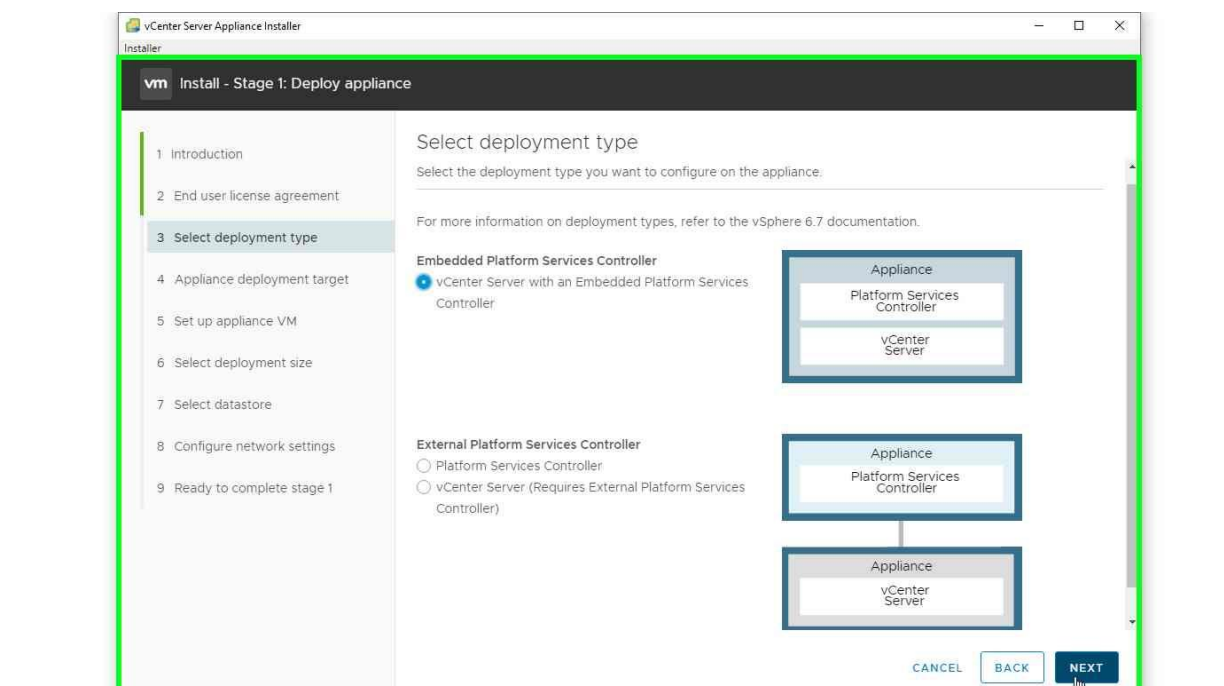 vCenter Server Appliance Installer
Installer
vm Install - Stage 1: Deploy appliance
1 Introduction
2 End user license agreement
3 Select deployment type
4 Appliance deployment target
5 Set up appliance VM
6 Select deployment size
7 Select datastore
8 Configure network settings
9 Ready to complete stage 1
Select deployment type
Select the deployment type you want to configure on the appliance.
For more information on deployment types, refer to the vSphere 6.7 documentation.
Embedded Platform Services Controller
vCenter Server with an Embedded Platform Services
Controller
Appliance
Platform Services
Controller
vCenter
Server
External Platform Services Controller
Platform Services Controller
vCenter Server (Requires External Platform Services
Controller)
Appliance
Platform Services
Controller
Appliance
vCenter
Server
CANCEL
BACK
NEXT